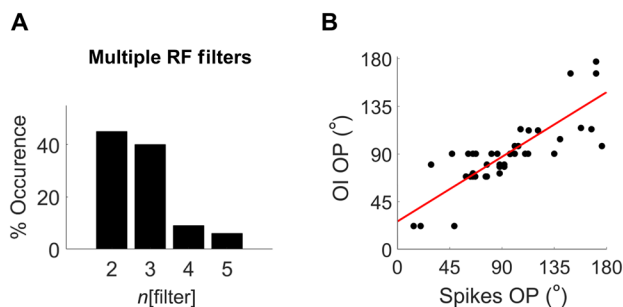 A
Multiple RF filters
% Occurence
40
20
0
2 3 4 5
n[filter]
B
OI OP (°)
180
135
90
45
0
0 45 90 135 180
Spikes OP (°)